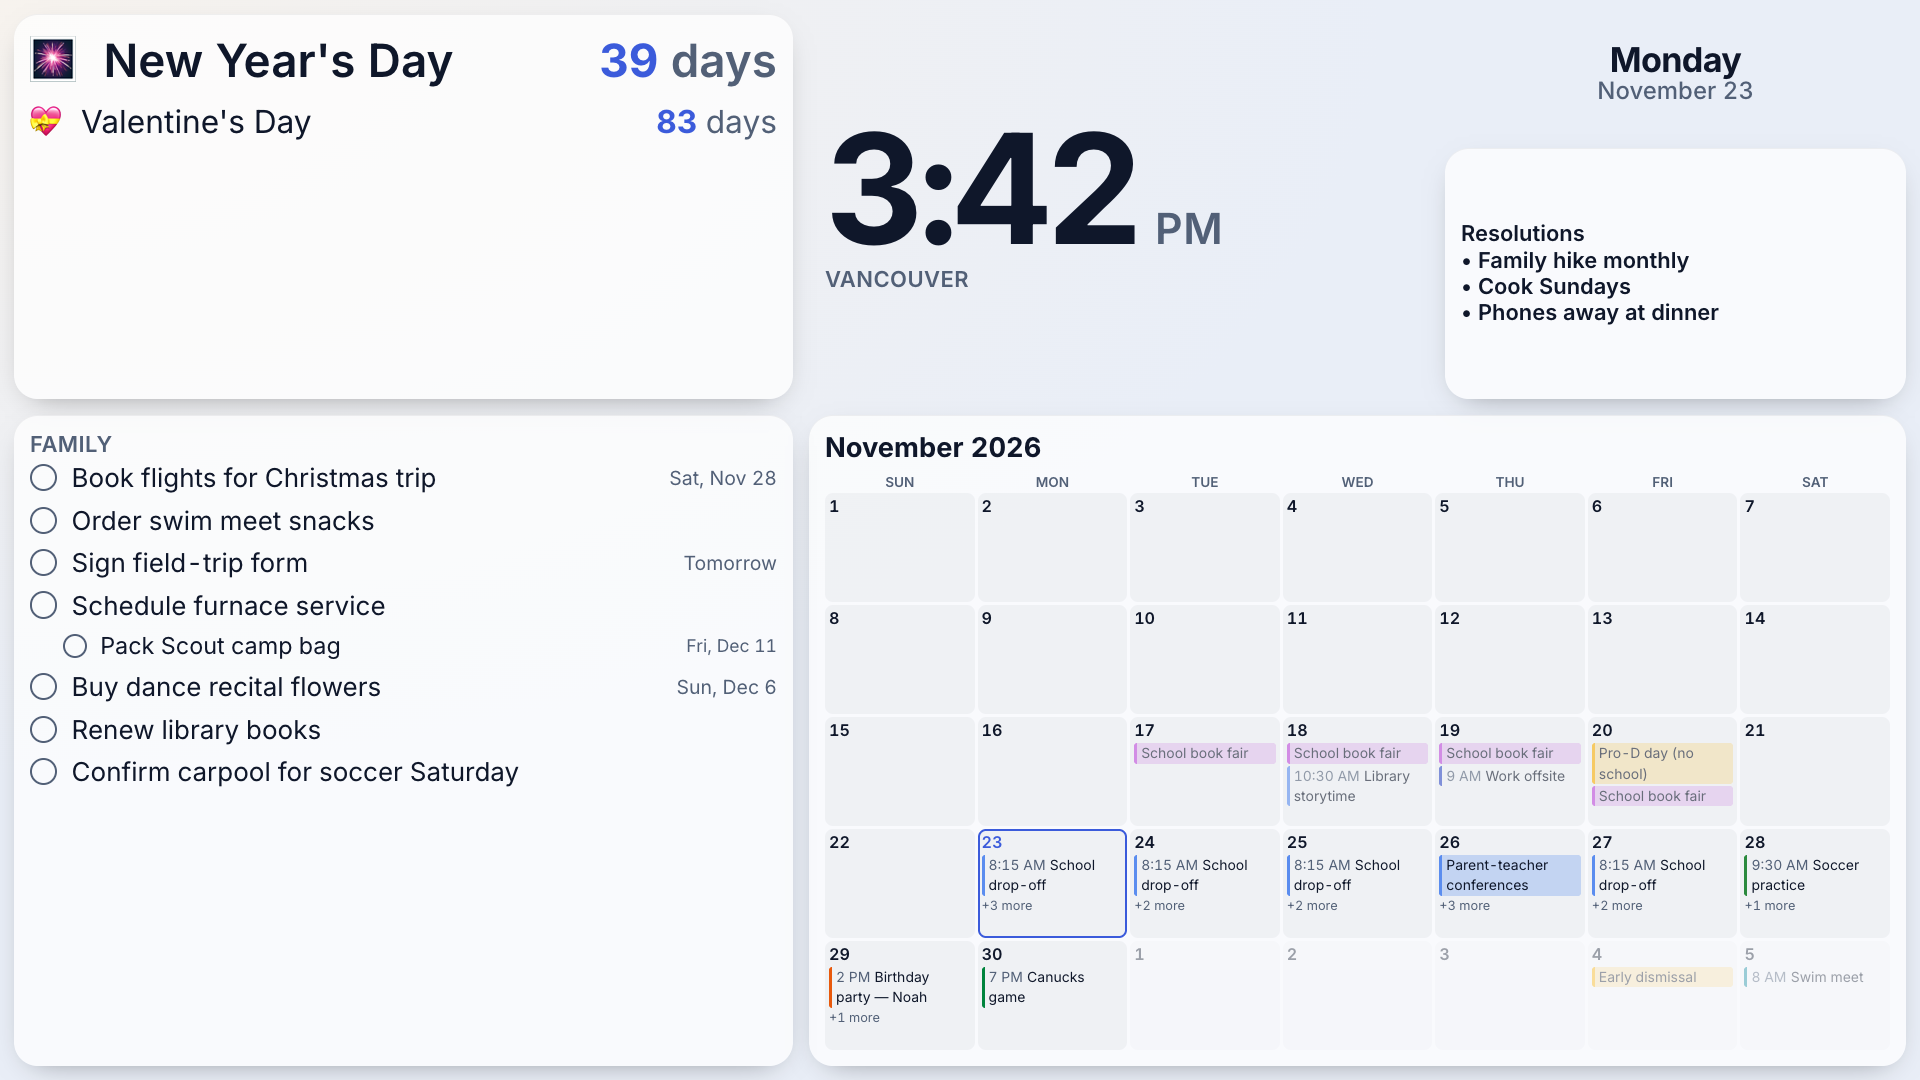 New Year's Day 39 days
Valentine's Day 83 days
3:42 PM
VANCOUVER
Monday
November 23
Resolutions
• Family hike monthly
• Cook Sundays
• Phones away at dinner
FAMILY
Book flights for Christmas trip Sat, Nov 28
Order swim meet snacks
Sign field-trip form Tomorrow
Schedule furnace service
Pack Scout camp bag Fri, Dec 11
Buy dance recital flowers Sun, Dec 6
Renew library books
Confirm carpool for soccer Saturday
November 2026
SUN MON TUE WED THU FRI SAT
1 2 3 4 5 6 7
8 9 10 11 12 13 14
15 16 17 18 19 20 21
School book fair School book fair School book fair Pro-D day (no
school)
10:30 AM Library
storytime
9 AM Work offsite
School book fair
22 23 24 25 26 27 28
8:15 AM School
drop-off
+3 more
8:15 AM School
drop-off
+2 more
8:15 AM School
drop-off
+2 more
Parent-teacher
conferences
+3 more
8:15 AM School
drop-off
+2 more
9:30 AM Soccer
practice
+1 more
29 30 1 2 3 4 5
2 PM Birthday
party — Noah
+1 more
7 PM Canucks
game
Early dismissal
8 AM Swim meet